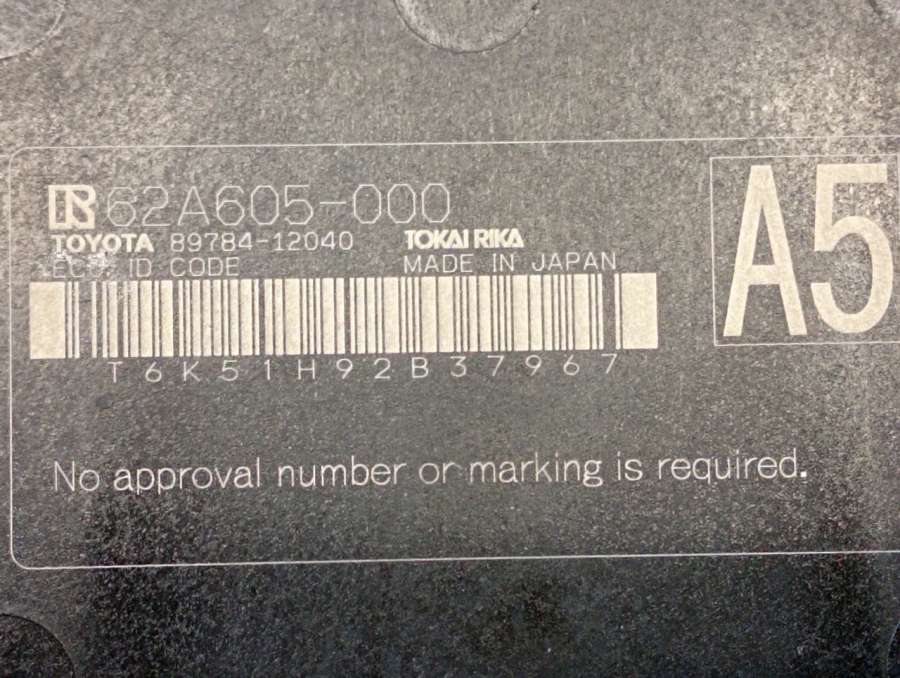 62A605-000
TOYOTA 89784-12040 TOKAI RIKA
ID CODE MADE IN JAPAN
T6K51H92B37967
A5
No approval number or marking is required.